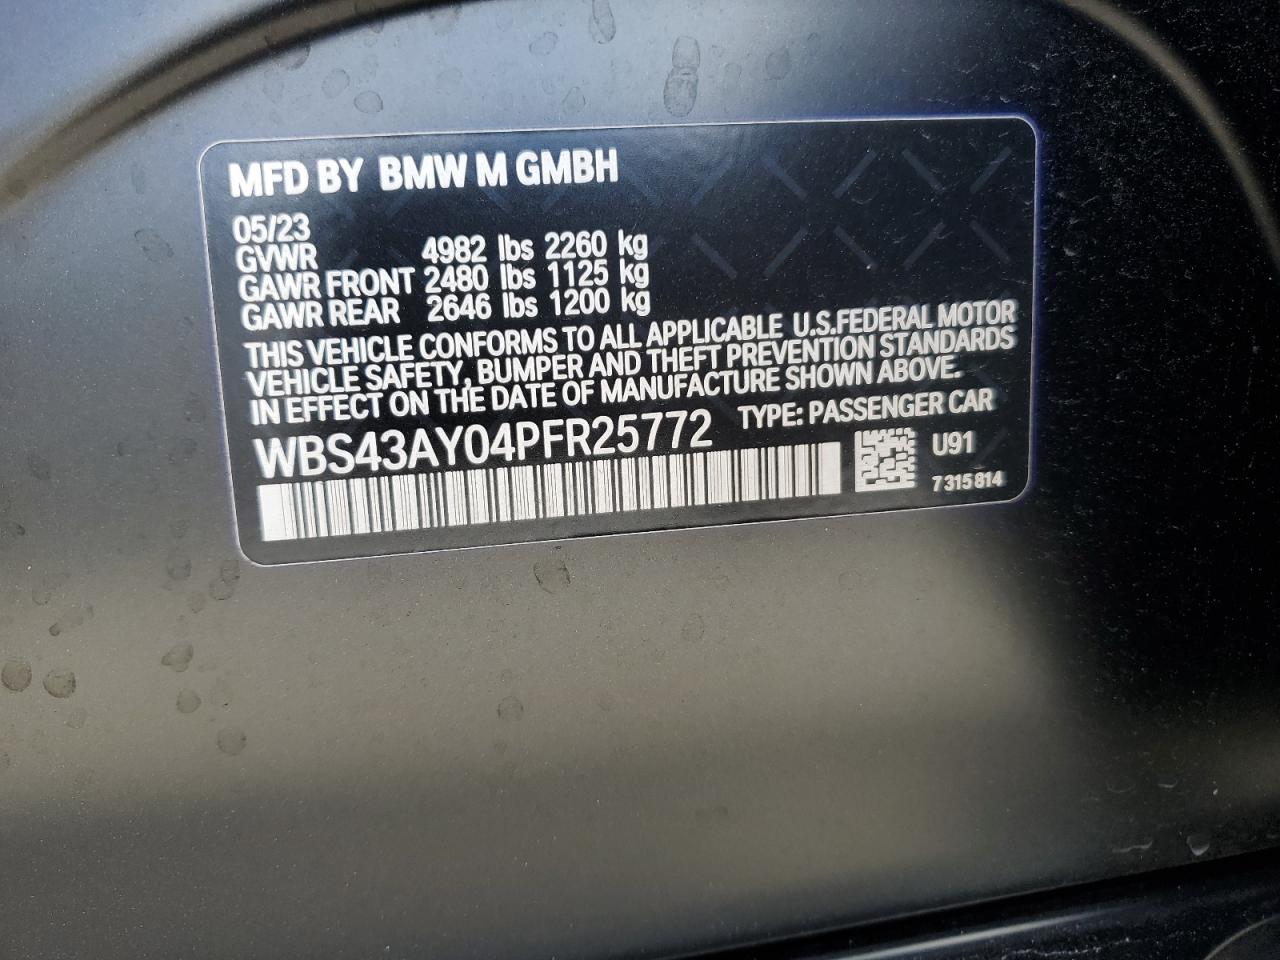 MFD BY BMW M GMBH
05/23
GVWR 4982 lbs 2260 kg
GAWR FRONT 2480 lbs 1125 kg
GAWR REAR 2646 lbs 1200 kg
THIS VEHICLE CONFORMS TO ALL APPLICABLE U.S.FEDERAL MOTOR
VEHICLE SAFETY, BUMPER AND THEFT PREVENTION STANDARDS
IN EFFECT ON THE DATE OF MANUFACTURE SHOWN ABOVE.
WBS43AY04PFR25772 TYPE: PASSENGER CAR
U91
7 315 814